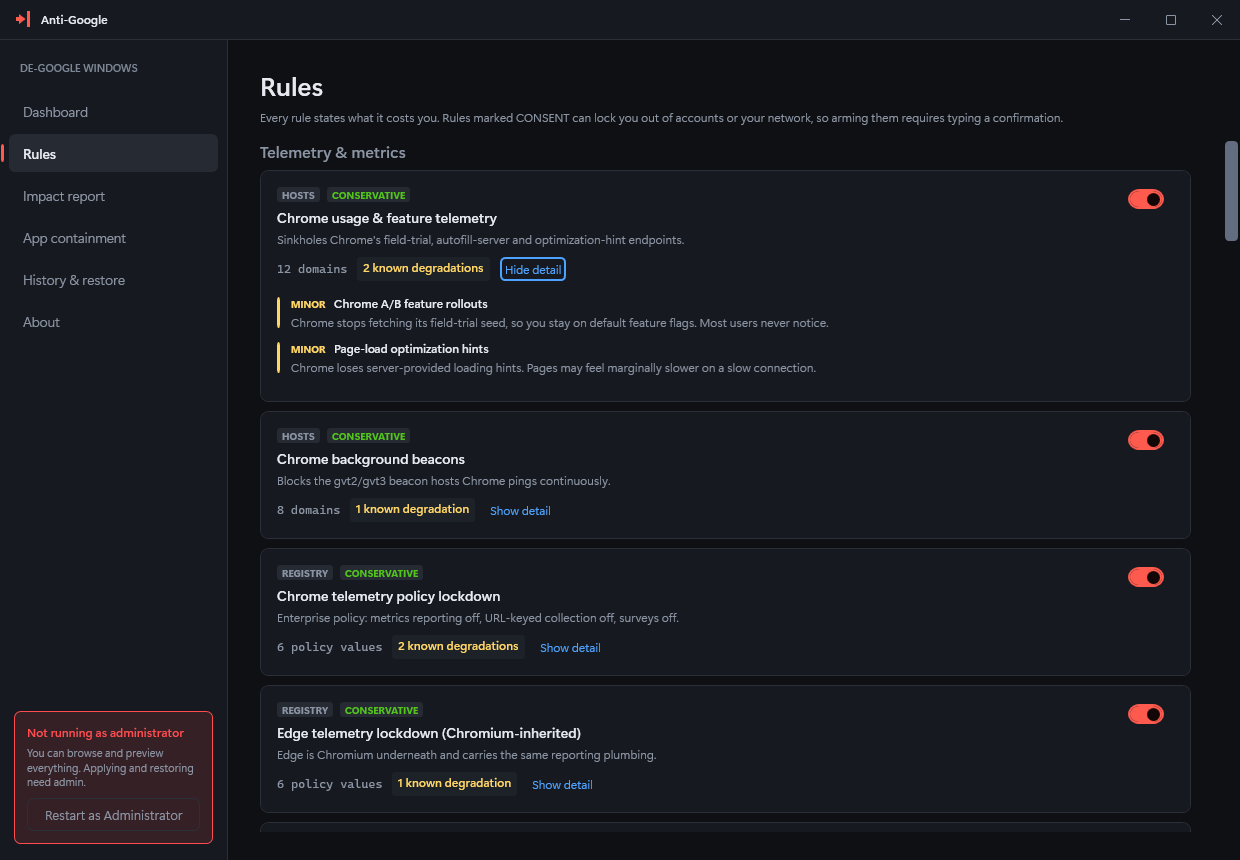 Anti-Google
DE-GOOGLE WINDOWS
Dashboard
Rules
Impact report
App containment
History & restore
About
Not running as administrator
You can browse and preview
everything. Applying and restoring
need admin.
Restart as Administrator
Rules
Every rule states what it costs you. Rules marked CONSENT can lock you out of accounts or your network, so arming them requires typing a confirmation.
Telemetry & metrics
HOSTS CONSERVATIVE
Chrome usage & feature telemetry
Sinkholes Chrome's field-trial, autofill-server and optimization-hint endpoints.
12 domains 2 known degradations Hide detail
MINOR Chrome A/B feature rollouts
Chrome stops fetching its field-trial seed, so you stay on default feature flags. Most users never notice.
MINOR Page-load optimization hints
Chrome loses server-provided loading hints. Pages may feel marginally slower on a slow connection.
HOSTS CONSERVATIVE
Chrome background beacons
Blocks the gvt2/gvt3 beacon hosts Chrome pings continuously.
8 domains 1 known degradation Show detail
REGISTRY CONSERVATIVE
Chrome telemetry policy lockdown
Enterprise policy: metrics reporting off, URL-keyed collection off, surveys off.
6 policy values 2 known degradations Show detail
REGISTRY CONSERVATIVE
Edge telemetry lockdown (Chromium-inherited)
Edge is Chromium underneath and carries the same reporting plumbing.
6 policy values 1 known degradation Show detail